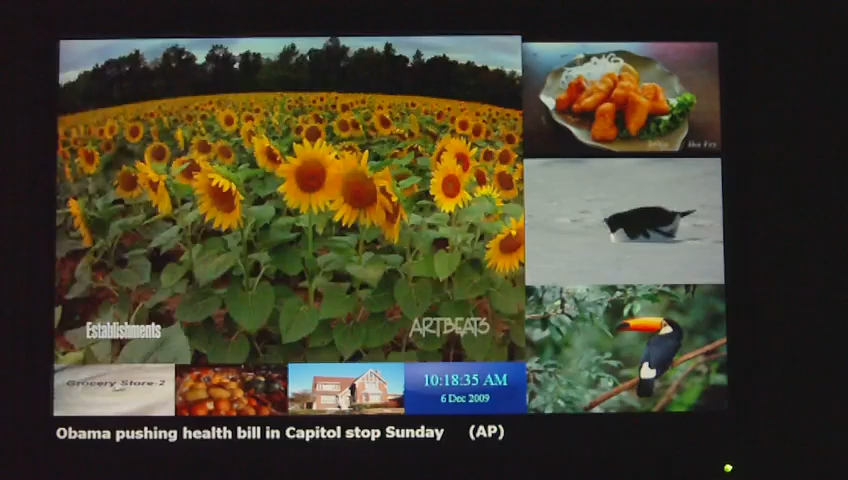 Establishments
ARTBEATS
Grocery Store-2
10:18:35 AM
6 Dec 2009
Obama pushing health bill in Capitol stop Sunday (AP)